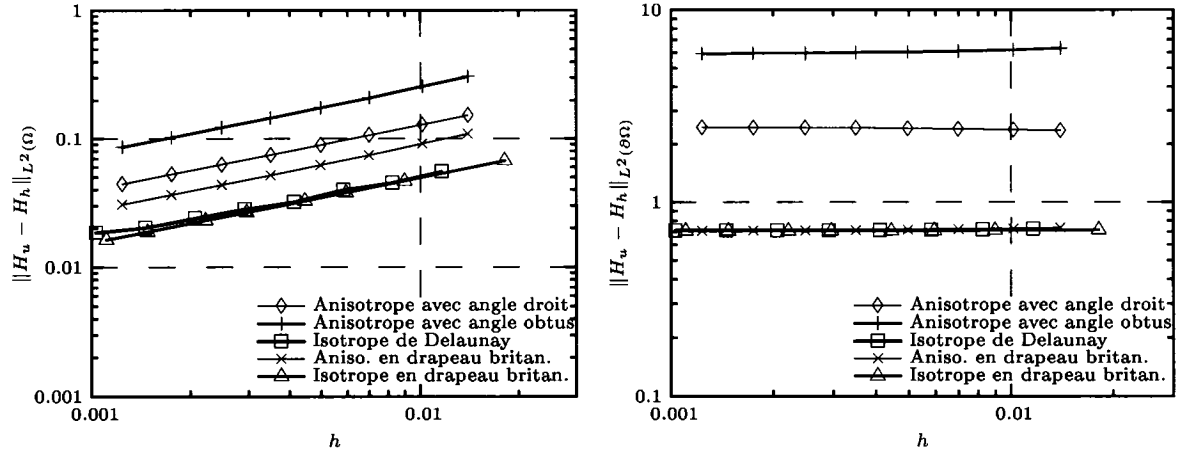 1
0.1
0.01
0.001
||H_u − H_h||_{L^2(Ω)}
Anisotrope avec angle droit
Anisotrope avec angle obtus
Isotrope de Delaunay
Aniso. en drapeau britan.
Isotrope en drapeau britan.
0.001
0.01
h
10
1
0.1
||H_u − H_h||_{L^2(∂Ω)}
Anisotrope avec angle droit
Anisotrope avec angle obtus
Isotrope de Delaunay
Aniso. en drapeau britan.
Isotrope en drapeau britan.
0.001
0.01
h